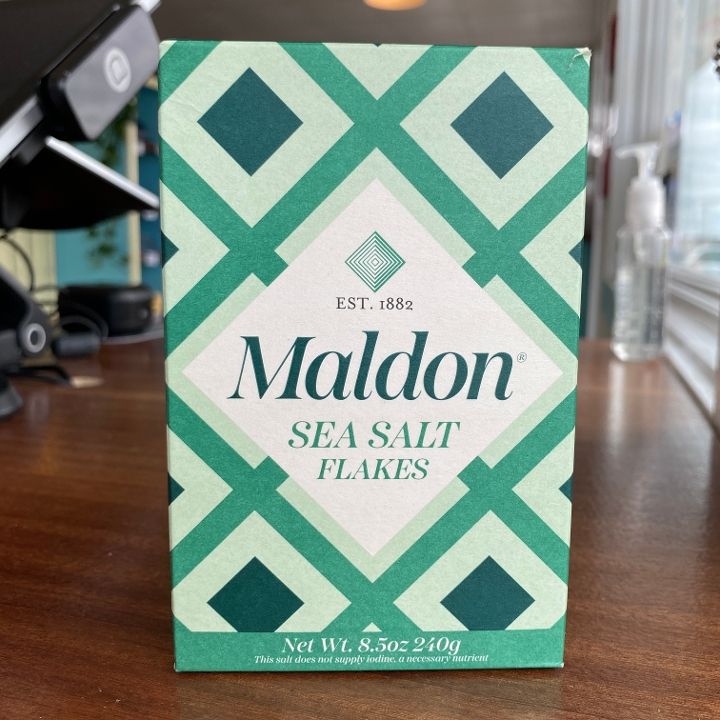 EST. 1882
Maldon®
SEA SALT
FLAKES
Net Wt. 8.5oz 240g
This salt does not supply iodine, a necessary nutrient